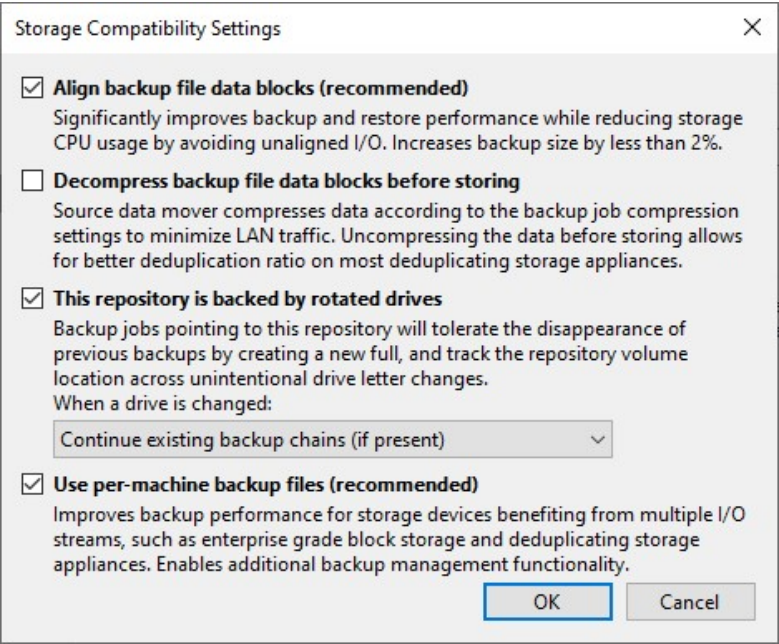 Storage Compatibility Settings
Align backup file data blocks (recommended)
Significantly improves backup and restore performance while reducing storage
CPU usage by avoiding unaligned I/O. Increases backup size by less than 2%.
Decompress backup file data blocks before storing
Source data mover compresses data according to the backup job compression
settings to minimize LAN traffic. Uncompressing the data before storing allows
for better deduplication ratio on most deduplicating storage appliances.
This repository is backed by rotated drives
Backup jobs pointing to this repository will tolerate the disappearance of
previous backups by creating a new full, and track the repository volume
location across unintentional drive letter changes.
When a drive is changed:
Continue existing backup chains (if present)
Use per-machine backup files (recommended)
Improves backup performance for storage devices benefiting from multiple I/O
streams, such as enterprise grade block storage and deduplicating storage
appliances. Enables additional backup management functionality.
OK Cancel